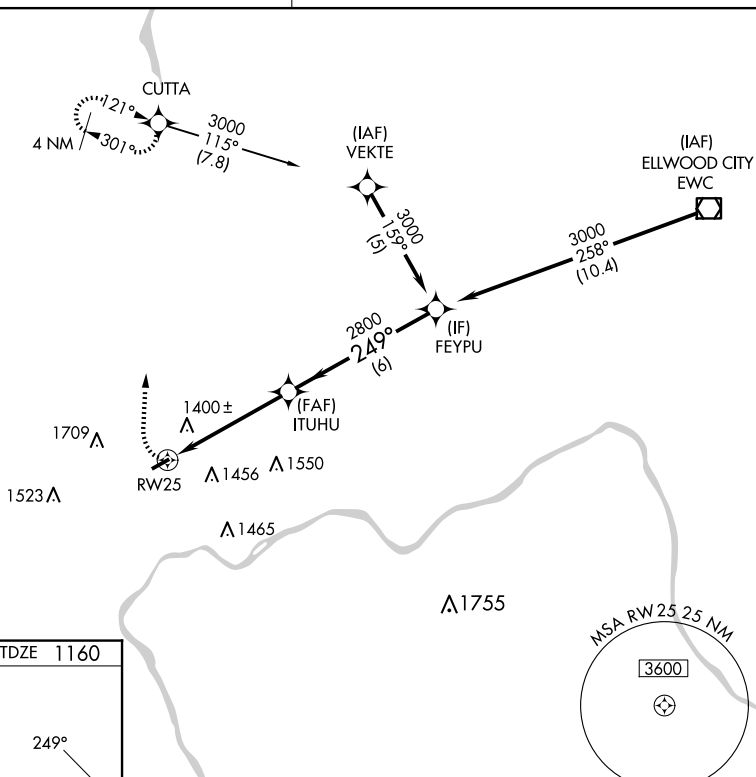 CUTTA
121°
301°
4 NM
3000
115°
(7.8)
(IAF)
VEKTE
(IAF)
ELLWOOD CITY
EWC
3000
159°
(5)
3000
258°
(10.4)
(IF)
FEYPU
2800
249°
(6)
(FAF)
ITUHU
1400±
1709
RW25
1456
1550
1523
1465
1755
MSA RW25 25 NM
3600
TDZE 1160
249°